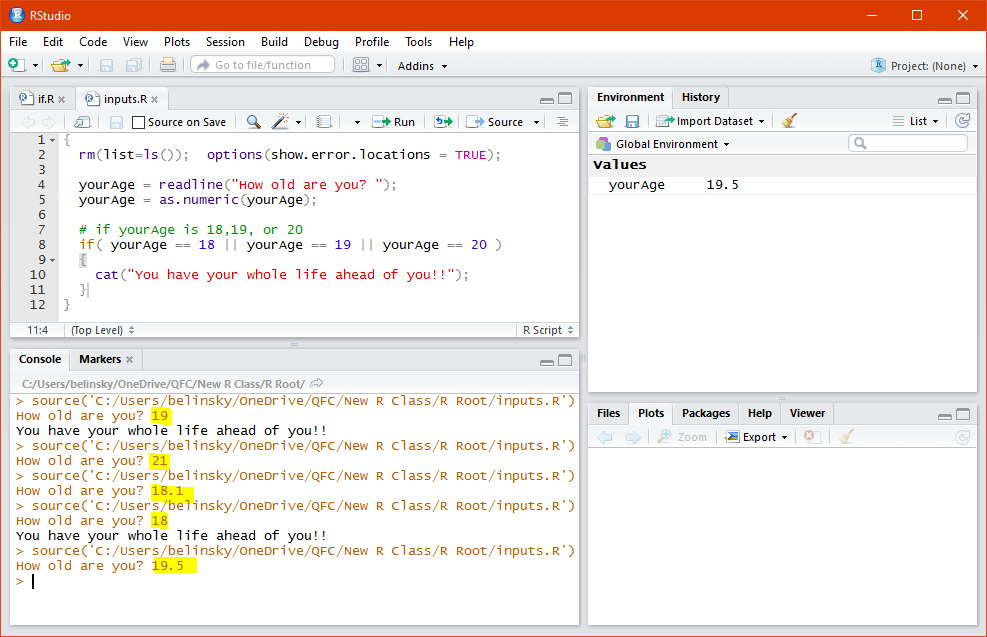 RStudio
File Edit Code View Plots Session Build Debug Profile Tools Help
Go to file/function Addins Project: (None)
if.R inputs.R
Source on Save Run Source
1 {
2 rm(list=ls()); options(show.error.locations = TRUE);
3
4 yourAge = readline("How old are you? ");
5 yourAge = as.numeric(yourAge);
6
7 # if yourAge is 18,19, or 20
8 if( yourAge == 18 || yourAge == 19 || yourAge == 20 )
9 {
10 cat("You have your whole life ahead of you!!");
11 }
12 }
11:4 (Top Level) R Script
Console Markers
C:/Users/belinsky/OneDrive/QFC/New R Class/R Root/
> source('C:/Users/belinsky/OneDrive/QFC/New R Class/R Root/inputs.R')
How old are you? 19
You have your whole life ahead of you!!
> source('C:/Users/belinsky/OneDrive/QFC/New R Class/R Root/inputs.R')
How old are you? 21
> source('C:/Users/belinsky/OneDrive/QFC/New R Class/R Root/inputs.R')
How old are you? 18.1
> source('C:/Users/belinsky/OneDrive/QFC/New R Class/R Root/inputs.R')
How old are you? 18
You have your whole life ahead of you!!
> source('C:/Users/belinsky/OneDrive/QFC/New R Class/R Root/inputs.R')
How old are you? 19.5
>
Environment History
Import Dataset List
Global Environment
Values
yourAge 19.5
Files Plots Packages Help Viewer
Zoom Export